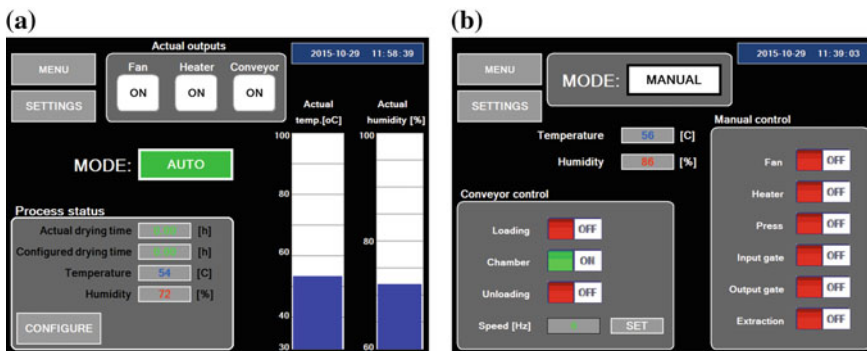 (a)
Actual outputs
2015-10-29 11:58:39
MENU
SETTINGS
Fan Heater Conveyor
ON ON ON
Actual temp.[oC]
Actual humidity [%]
MODE: AUTO
Process status
Actual drying time [h]
Configured drying time [h]
Temperature 54 [C]
Humidity 72 [%]
CONFIGURE
100
80
60
40
30
100
80
60
(b)
2015-10-29 11:39:03
MENU
SETTINGS
MODE: MANUAL
Temperature 56 [C]
Humidity 86 [%]
Conveyor control
Loading OFF
Chamber ON
Unloading OFF
Speed [Hz] SET
Manual control
Fan OFF
Heater OFF
Press OFF
Input gate OFF
Output gate OFF
Extraction OFF